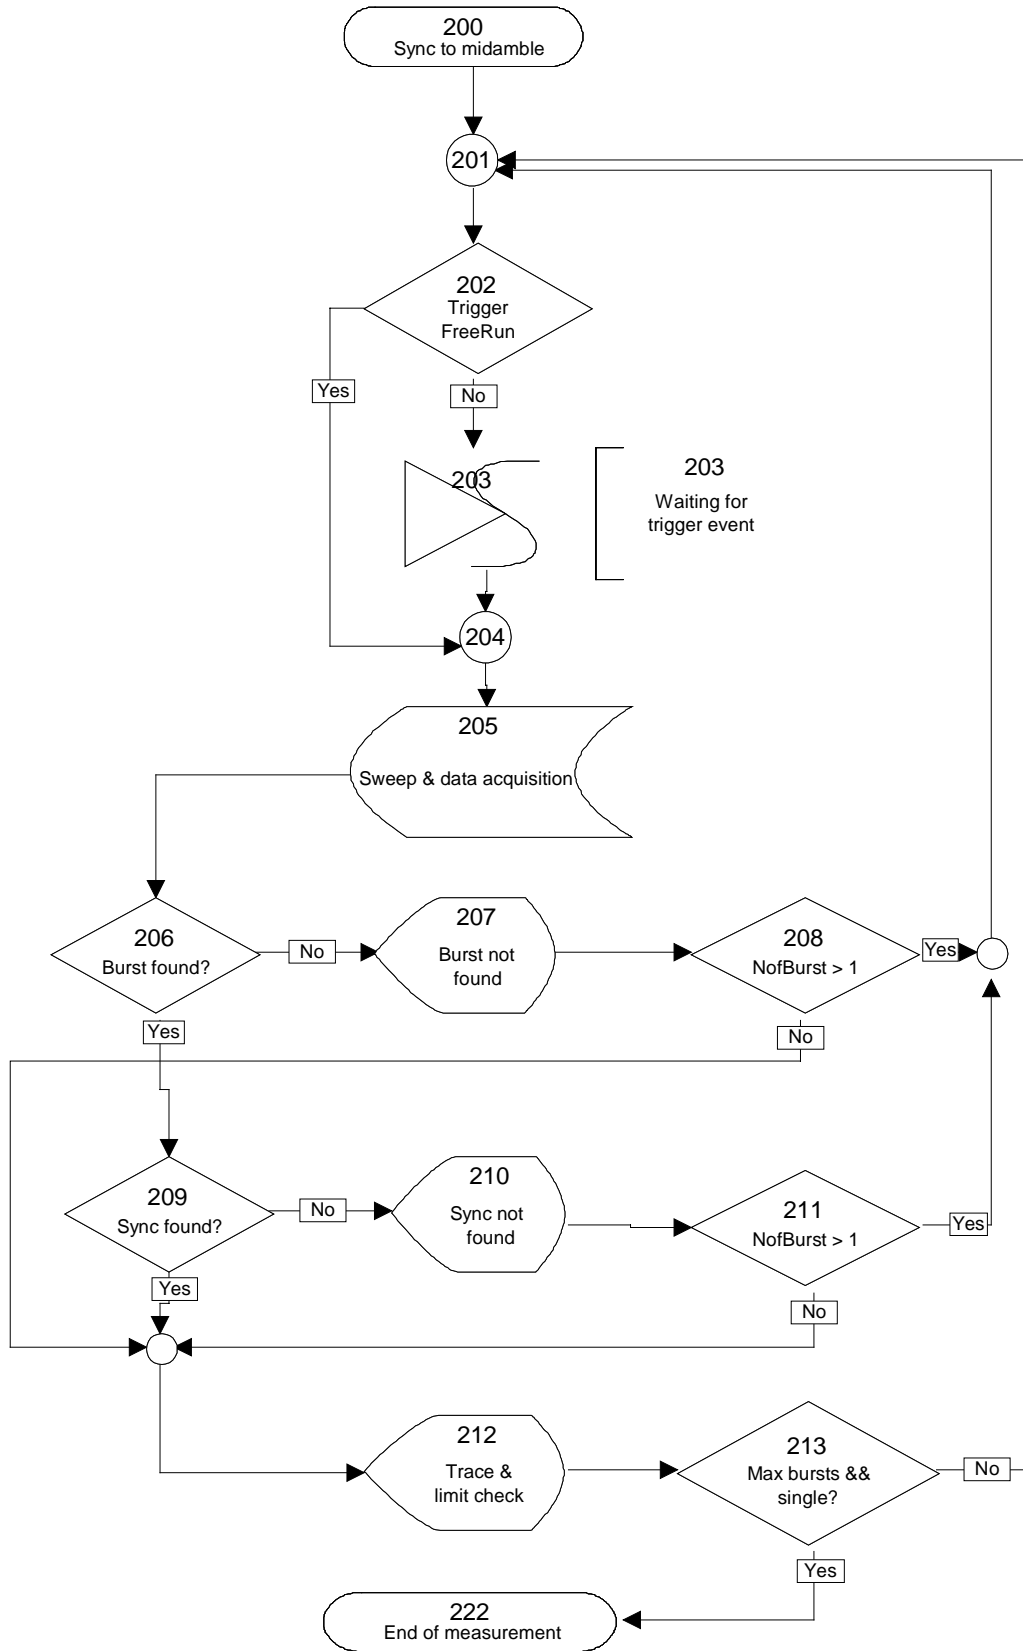 200
Sync to midamble
201
202
Trigger
FreeRun
Yes
No
203
203
Waiting for
trigger event
204
205
Sweep & data acquisition
206
Burst found?
No
207
Burst not
found
208
NofBurst > 1
Yes
Yes
No
209
Sync found?
No
210
Sync not
found
211
NofBurst > 1
Yes
Yes
No
212
Trace &
limit check
213
Max bursts &&
single?
No
Yes
222
End of measurement